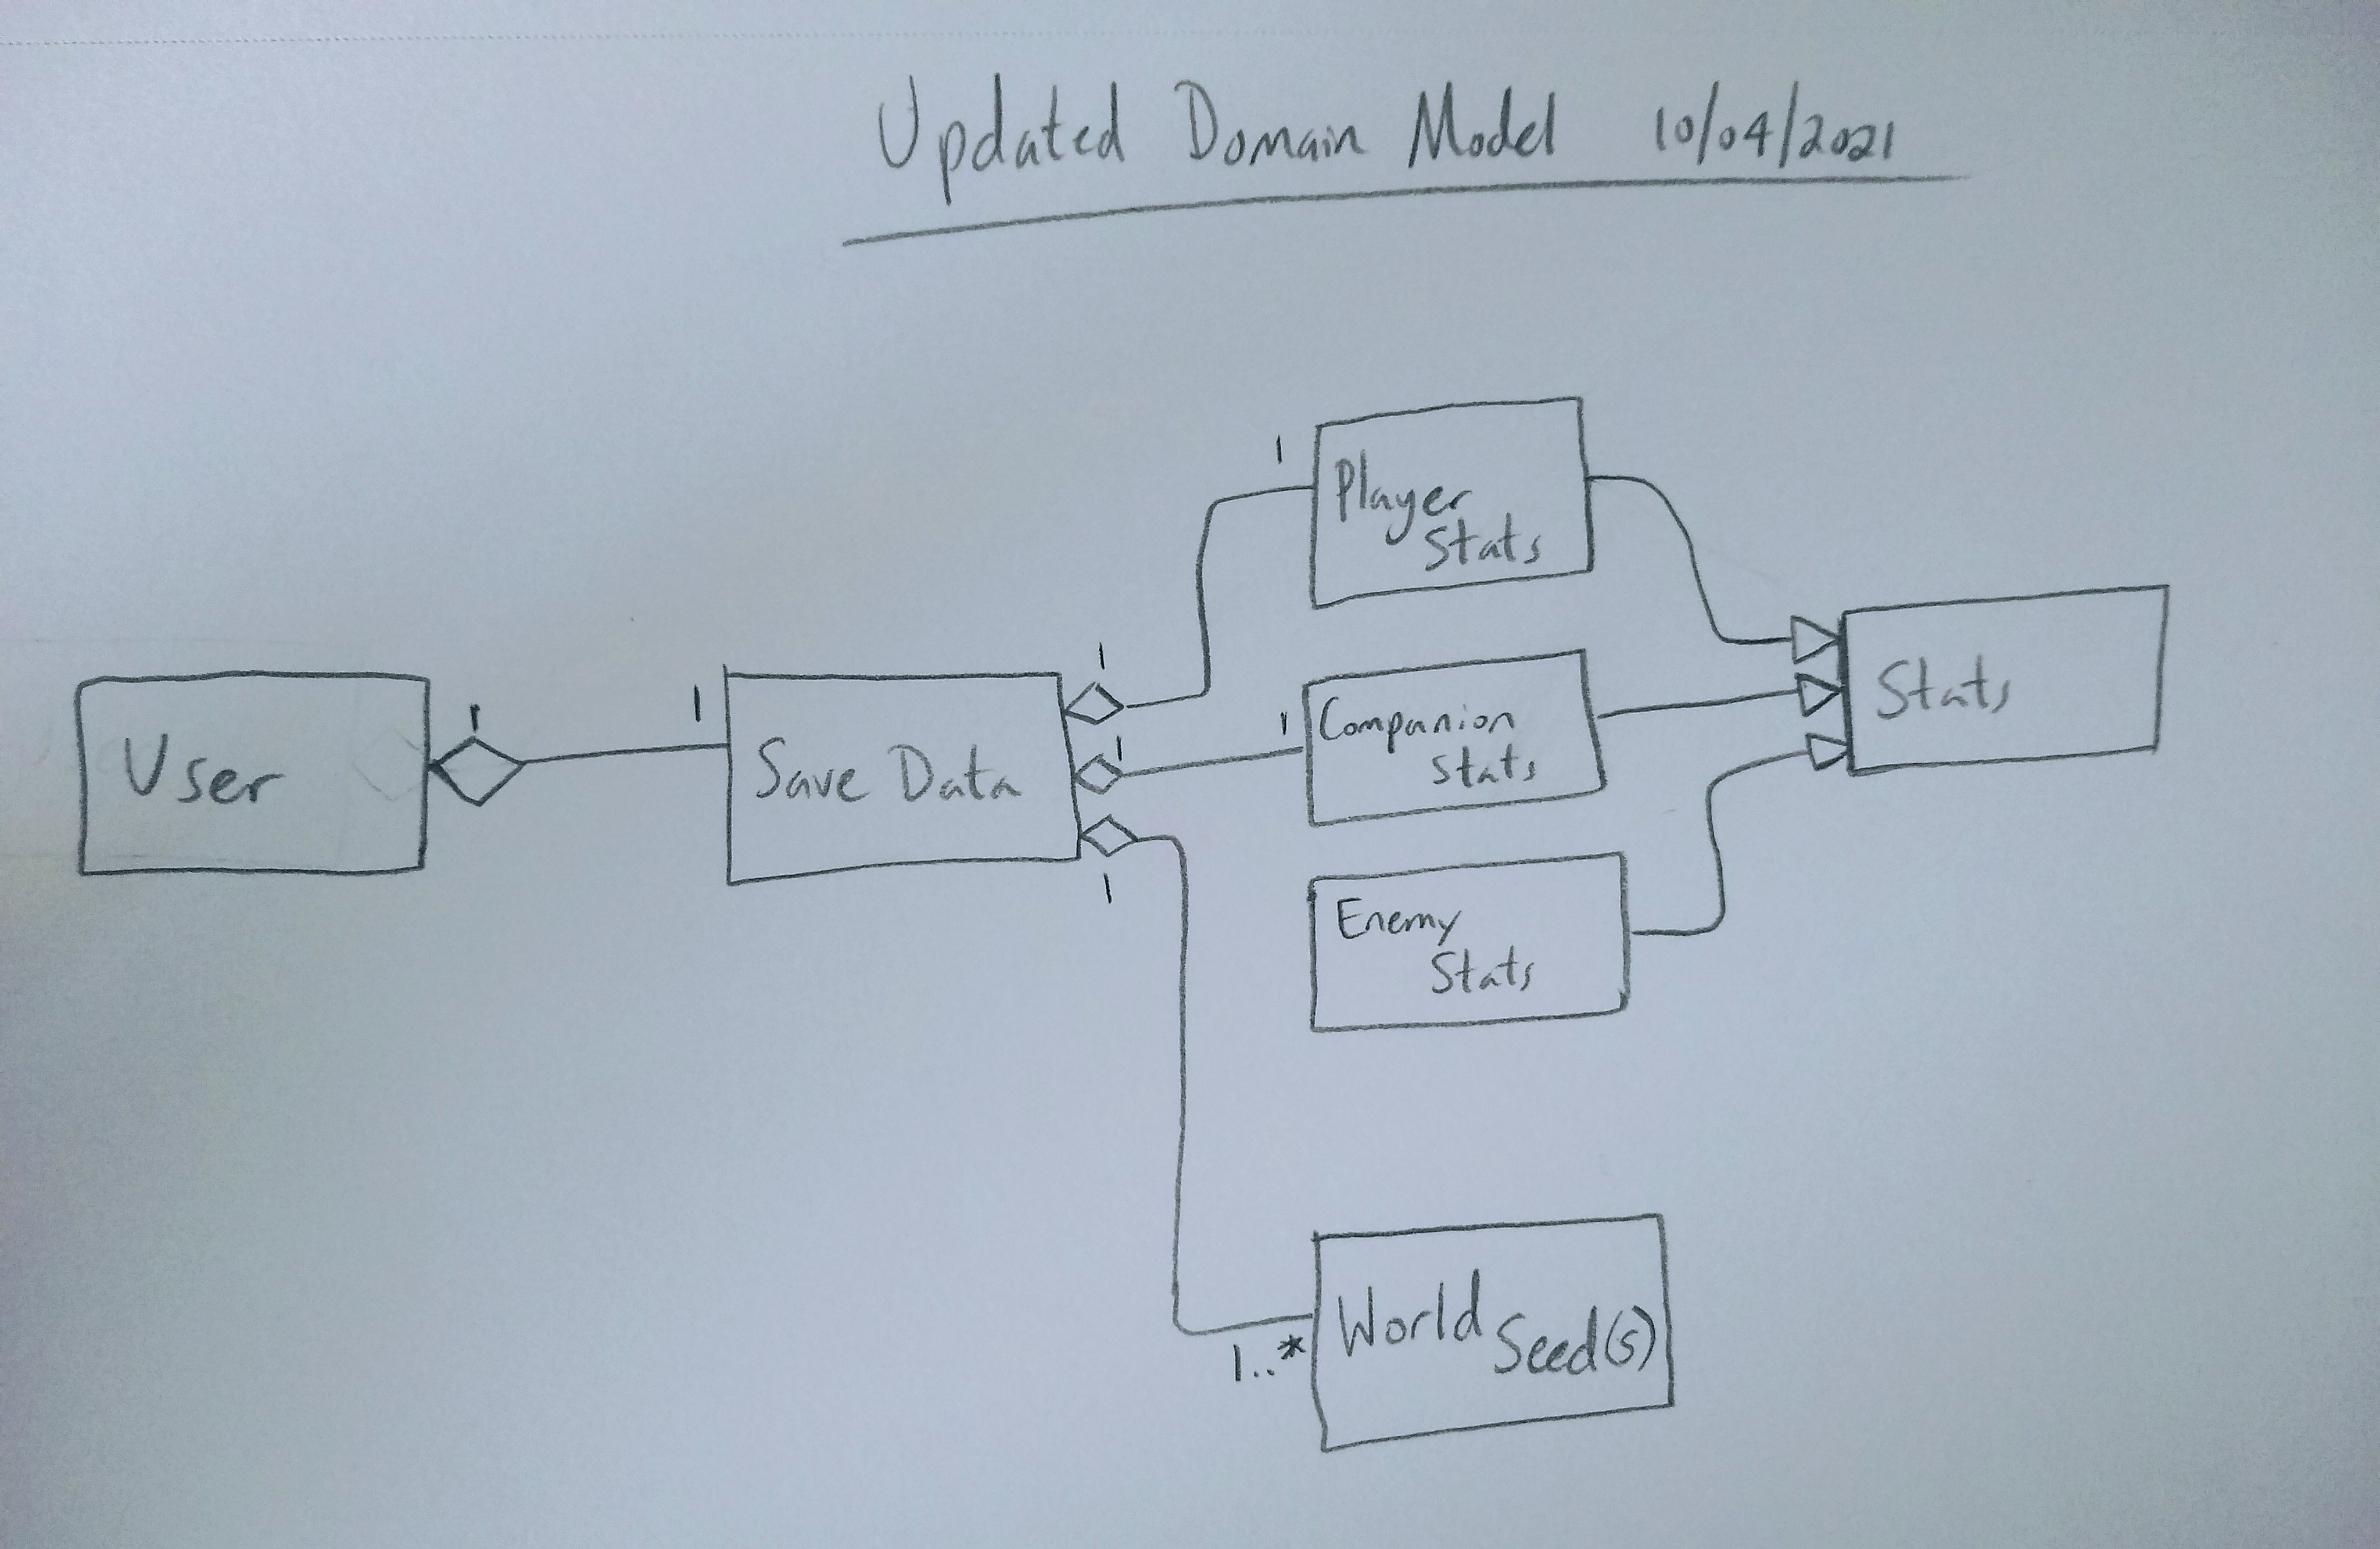 Updated Domain Model 10/04/2021
1
Player
Stats
1
Stats
1
1
User
Save Data
1
1
Companion
Stats
1
Enemy
Stats
1..*
World
Seed(s)